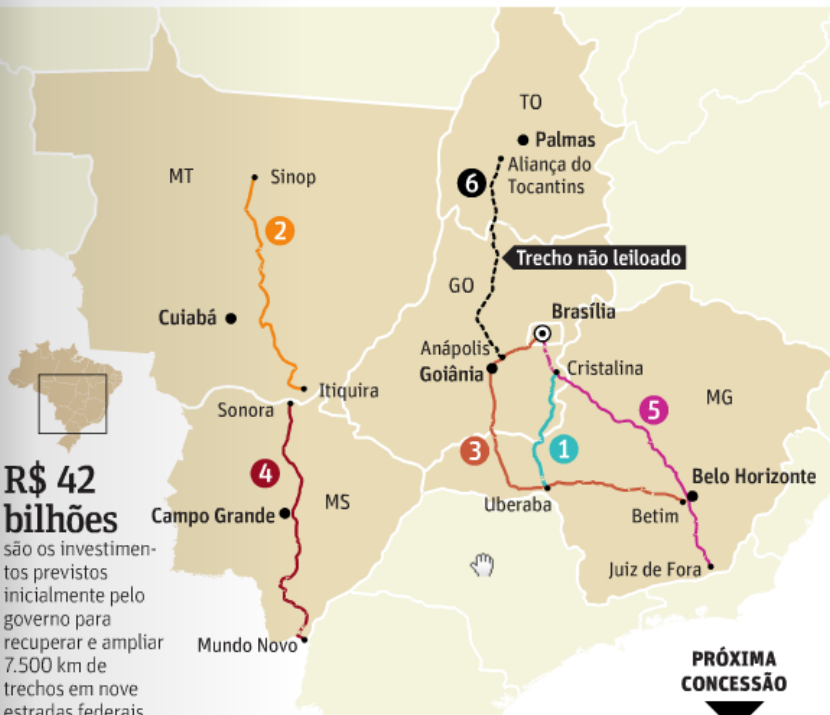 TO
Palmas
Aliança do
Tocantins
6
MT
Sinop
2
Trecho não leiloado
GO
Cuiabá
Brasília
Anápolis
Goiânia
Cristalina
Itiquira
Sonora
MG
5
3
1
4
R$ 42
bilhões
são os investimen-
tos previstos
inicialmente pelo
governo para
recuperar e ampliar
7.500 km de
trechos em nove
estradas federais
Campo Grande
MS
Uberaba
Belo Horizonte
Betim
Juiz de Fora
Mundo Novo
PRÓXIMA
CONCESSÃO